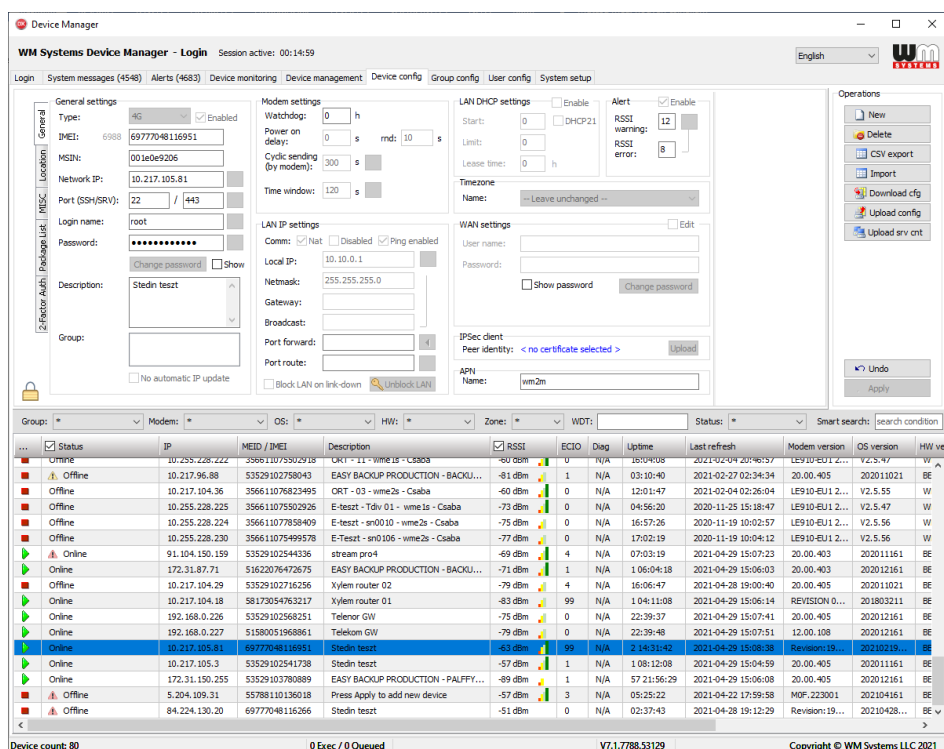 Device Manager
WM Systems Device Manager - Login Session active: 00:14:59 English Wm SYSTEMS
Login System messages (4548) Alerts (4683) Device monitoring Device management Device config Group config User config System setup
General Location MISC Package List 2-Factor Auth
General settings
Type: 4G Enabled
IMEI: 6988 69777048116951
MSIN: 001e0e9206
Network IP: 10.217.105.81
Port (SSH/SRV): 22 / 443
Login name: root
Password: ••••••••••••
Change password Show
Description: Stedin teszt
Group:
No automatic IP update
Modem settings
Watchdog: 0 h
Power on delay: 0 s rnd: 10 s
Cyclic sending (by modem): 300 s
Time window: 120 s
LAN IP settings
Comm: Nat Disabled Ping enabled
Local IP: 10.10.0.1
Netmask: 255.255.255.0
Gateway:
Broadcast:
Port forward:
Port route:
Block LAN on link-down Unblock LAN
LAN DHCP settings Enable
Start: 0 DHCP21
Limit: 0
Lease time: 0 h
Alert Enable
RSSI warning: 12
RSSI error: 8
Timezone
Name: -- Leave unchanged --
WAN settings Edit
User name:
Password:
Show password Change password
IPSec client
Peer identity: < no certificate selected > Upload
APN
Name: wm2m
Operations
New
Delete
CSV export
Import
Download cfg
Upload config
Upload srv cnt
Undo
Apply
Group: * Modem: * OS: * HW: * Zone: * WDT: Status: * Smart search: search condition
... Status IP MEID / IMEI Description RSSI ECIO Diag Uptime Last refresh Modem version OS version HW ve
Offline 10.255.228.222 356611075502918 ORT - 11 - wme1s - Csaba -60 dBm 0 N/A 16:04:08 2021-02-04 20:46:57 LE910-EU1 2... V2.5.47 W
Offline 10.217.96.88 53529102758043 EASY BACKUP PRODUCTION - BACKU... -81 dBm 1 N/A 03:10:40 2021-02-27 02:34:34 20.00.405 202011021 BE
Offline 10.217.104.36 356611076823495 ORT - 03 - wme2s - Csaba -60 dBm 0 N/A 12:01:47 2021-02-04 02:26:04 LE910-EU1 2... V2.5.55 W
Offline 10.255.228.225 356611075502926 E-teszt - Tdiv 01 - wme1s - Csaba -73 dBm 0 N/A 04:56:20 2020-11-25 15:18:47 LE910-EU1 2... V2.5.47 W
Offline 10.255.228.224 356611077858409 E-teszt - sn0010 - wme2s - Csaba -75 dBm 0 N/A 16:57:26 2020-11-19 10:02:57 LE910-EU1 2... V2.5.56 W
Offline 10.255.228.230 356611075499578 E-Teszt - sn0106 - wme2s - Csaba -77 dBm 0 N/A 17:02:19 2020-11-19 10:04:12 LE910-EU1 2... V2.5.56 W
Online 91.104.150.159 53529102544336 stream pro4 -69 dBm 4 N/A 07:03:19 2021-04-29 15:07:23 20.00.403 202011161 BE
Online 172.31.87.71 51622076472675 EASY BACKUP PRODUCTION - BACKU... -71 dBm 1 N/A 1 06:04:18 2021-04-29 15:06:03 20.00.403 202012161 BE
Offline 10.217.104.29 53529102716256 Xylem router 02 -79 dBm 4 N/A 16:06:47 2021-04-28 19:00:40 20.00.405 202011021 BE
Online 10.217.104.18 58173054763217 Xylem router 01 -83 dBm 99 N/A 1 04:11:08 2021-04-29 15:06:14 REVISION 0... 201803211 BE
Online 192.168.0.226 53529102568251 Telenor GW -75 dBm 0 N/A 22:39:37 2021-04-29 15:07:41 20.00.405 202012161 BE
Online 192.168.0.227 51580051968861 Telekom GW -79 dBm 0 N/A 22:39:48 2021-04-29 15:07:51 12.00.108 202012161 BE
Online 10.217.105.81 69777048116951 Stedin teszt -63 dBm 99 N/A 2 14:31:42 2021-04-29 15:08:38 Revision:19... 20210219... BE
Online 10.217.105.3 53529102541738 Stedin teszt -57 dBm 1 N/A 1 08:12:08 2021-04-29 15:04:59 20.00.405 202011161 BE
Online 172.31.150.255 53529103780889 EASY BACKUP PRODUCTION - PALFFY... -89 dBm 1 N/A 57 21:56:29 2021-04-29 15:06:08 20.00.405 202012161 BE
Offline 5.204.109.31 55788110136018 Press Apply to add new device -57 dBm 3 N/A 05:25:22 2021-04-22 17:59:58 M0F.223001 202104161 BE
Offline 84.224.130.20 69777048116266 Stedin teszt -51 dBm 0 N/A 02:37:43 2021-04-28 19:12:29 Revision:19... 20210428... BE
Device count: 80 0 Exec / 0 Queued V7.1.7788.53129 Copyright © WM Systems LLC 2021